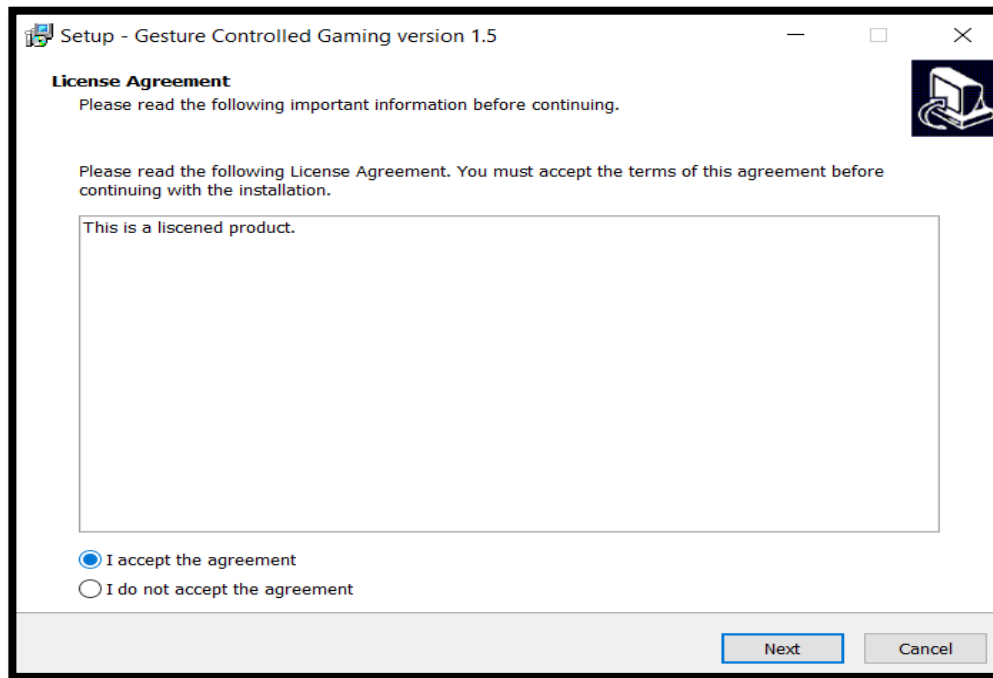 Setup - Gesture Controlled Gaming version 1.5
License Agreement
Please read the following important information before continuing.
Please read the following License Agreement. You must accept the terms of this agreement before
continuing with the installation.
This is a liscened product.
I accept the agreement
I do not accept the agreement
Next
Cancel